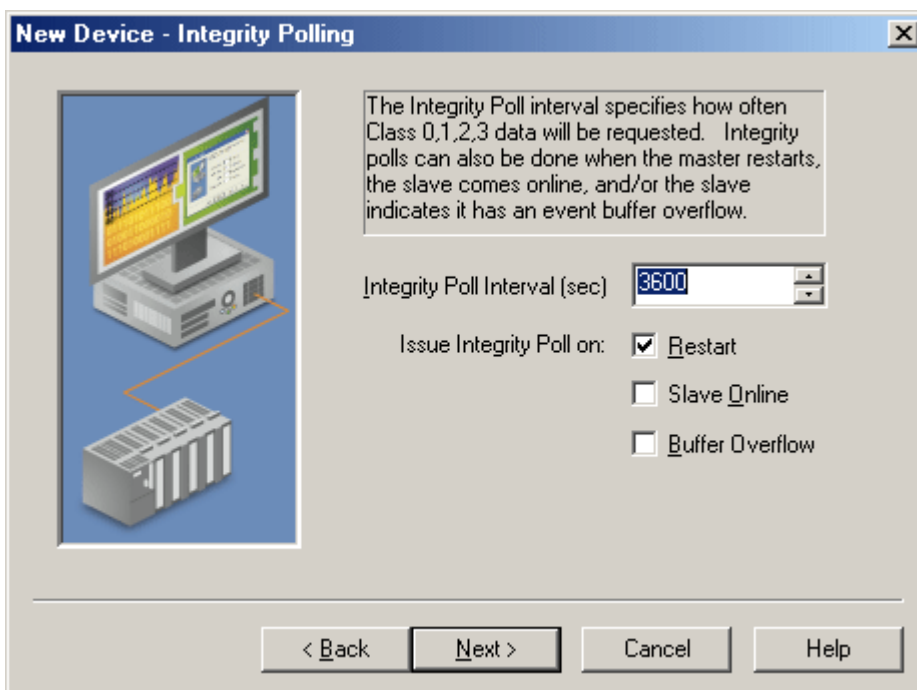 New Device - Integrity Polling
The Integrity Poll interval specifies how often
Class 0,1,2,3 data will be requested. Integrity
polls can also be done when the master restarts,
the slave comes online, and/or the slave
indicates it has an event buffer overflow.
Integrity Poll Interval (sec) 3600
Issue Integrity Poll on: Restart
Slave Online
Buffer Overflow
< Back Next > Cancel Help